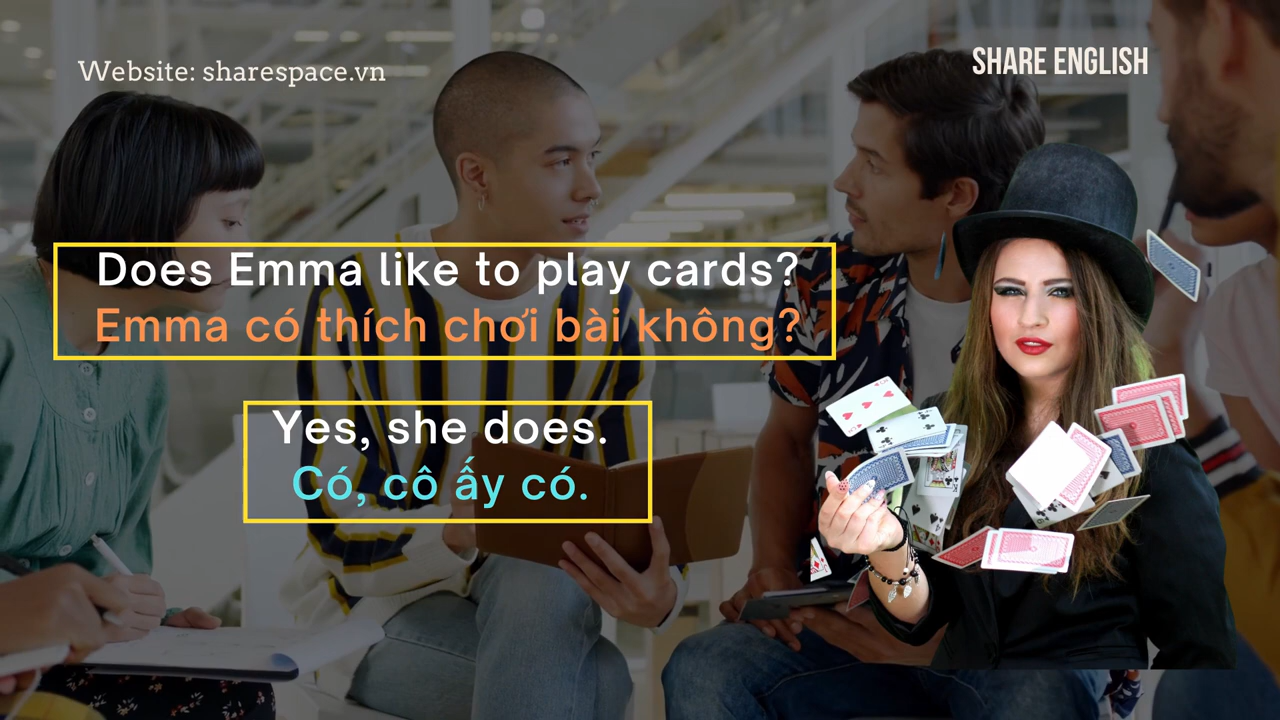 Website: sharespace.vn
SHARE ENGLISH
Does Emma like to play cards?
Emma có thích chơi bài không?
Yes, she does.
Có, cô ấy có.